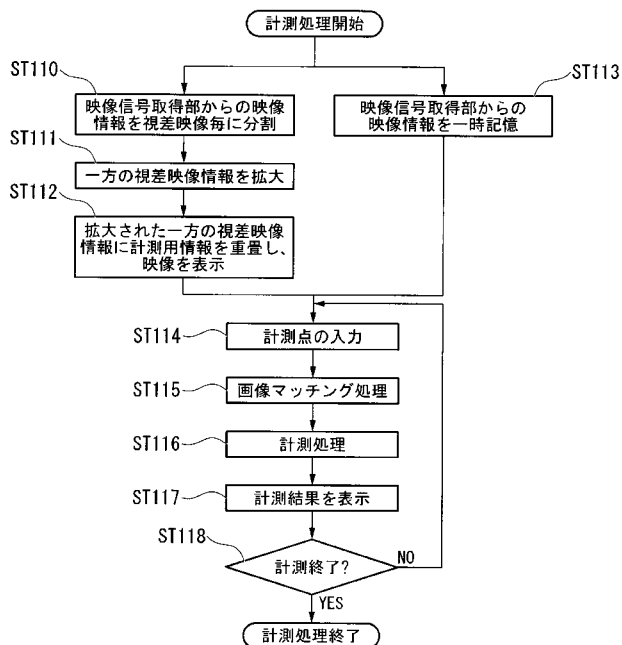 計測処理開始
ST110
映像信号取得部からの映像
情報を視差映像毎に分割
ST113
映像信号取得部からの
映像情報を一時記憶
ST111
一方の視差映像情報を拡大
ST112
拡大された一方の視差映像
情報に計測用情報を重畳し、
映像を表示
ST114
計測点の入力
ST115
画像マッチング処理
ST116
計測処理
ST117
計測結果を表示
ST118
計測終了?
NO
YES
計測処理終了